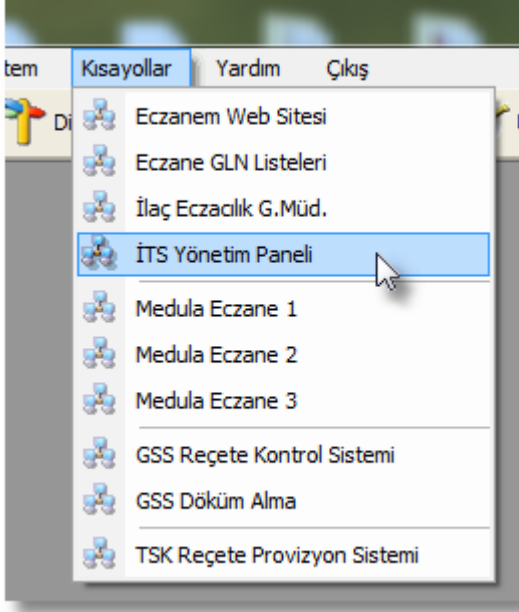 tem Kısayollar Yardım Çıkış
Di
Eczanem Web Sitesi
Eczane GLN Listeleri
İlaç Eczacılık G.Müd.
İTS Yönetim Paneli
Medula Eczane 1
Medula Eczane 2
Medula Eczane 3
GSS Reçete Kontrol Sistemi
GSS Döküm Alma
TSK Reçete Provizyon Sistemi